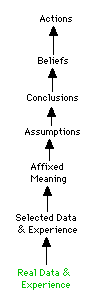 Actions
Beliefs
Conclusions
Assumptions
Affixed
Meaning
Selected Data
& Experience
Real Data &
Experience